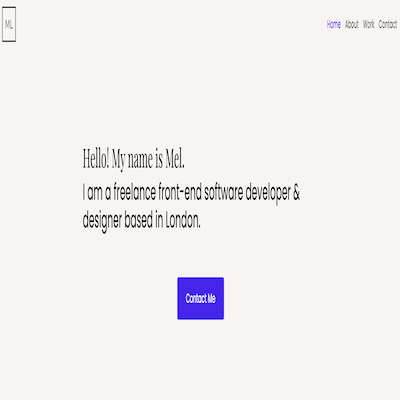 ML
Home About Work Contact
Hello! My name is Mel.
I am a freelance front-end software developer &
designer based in London.
Contact Me